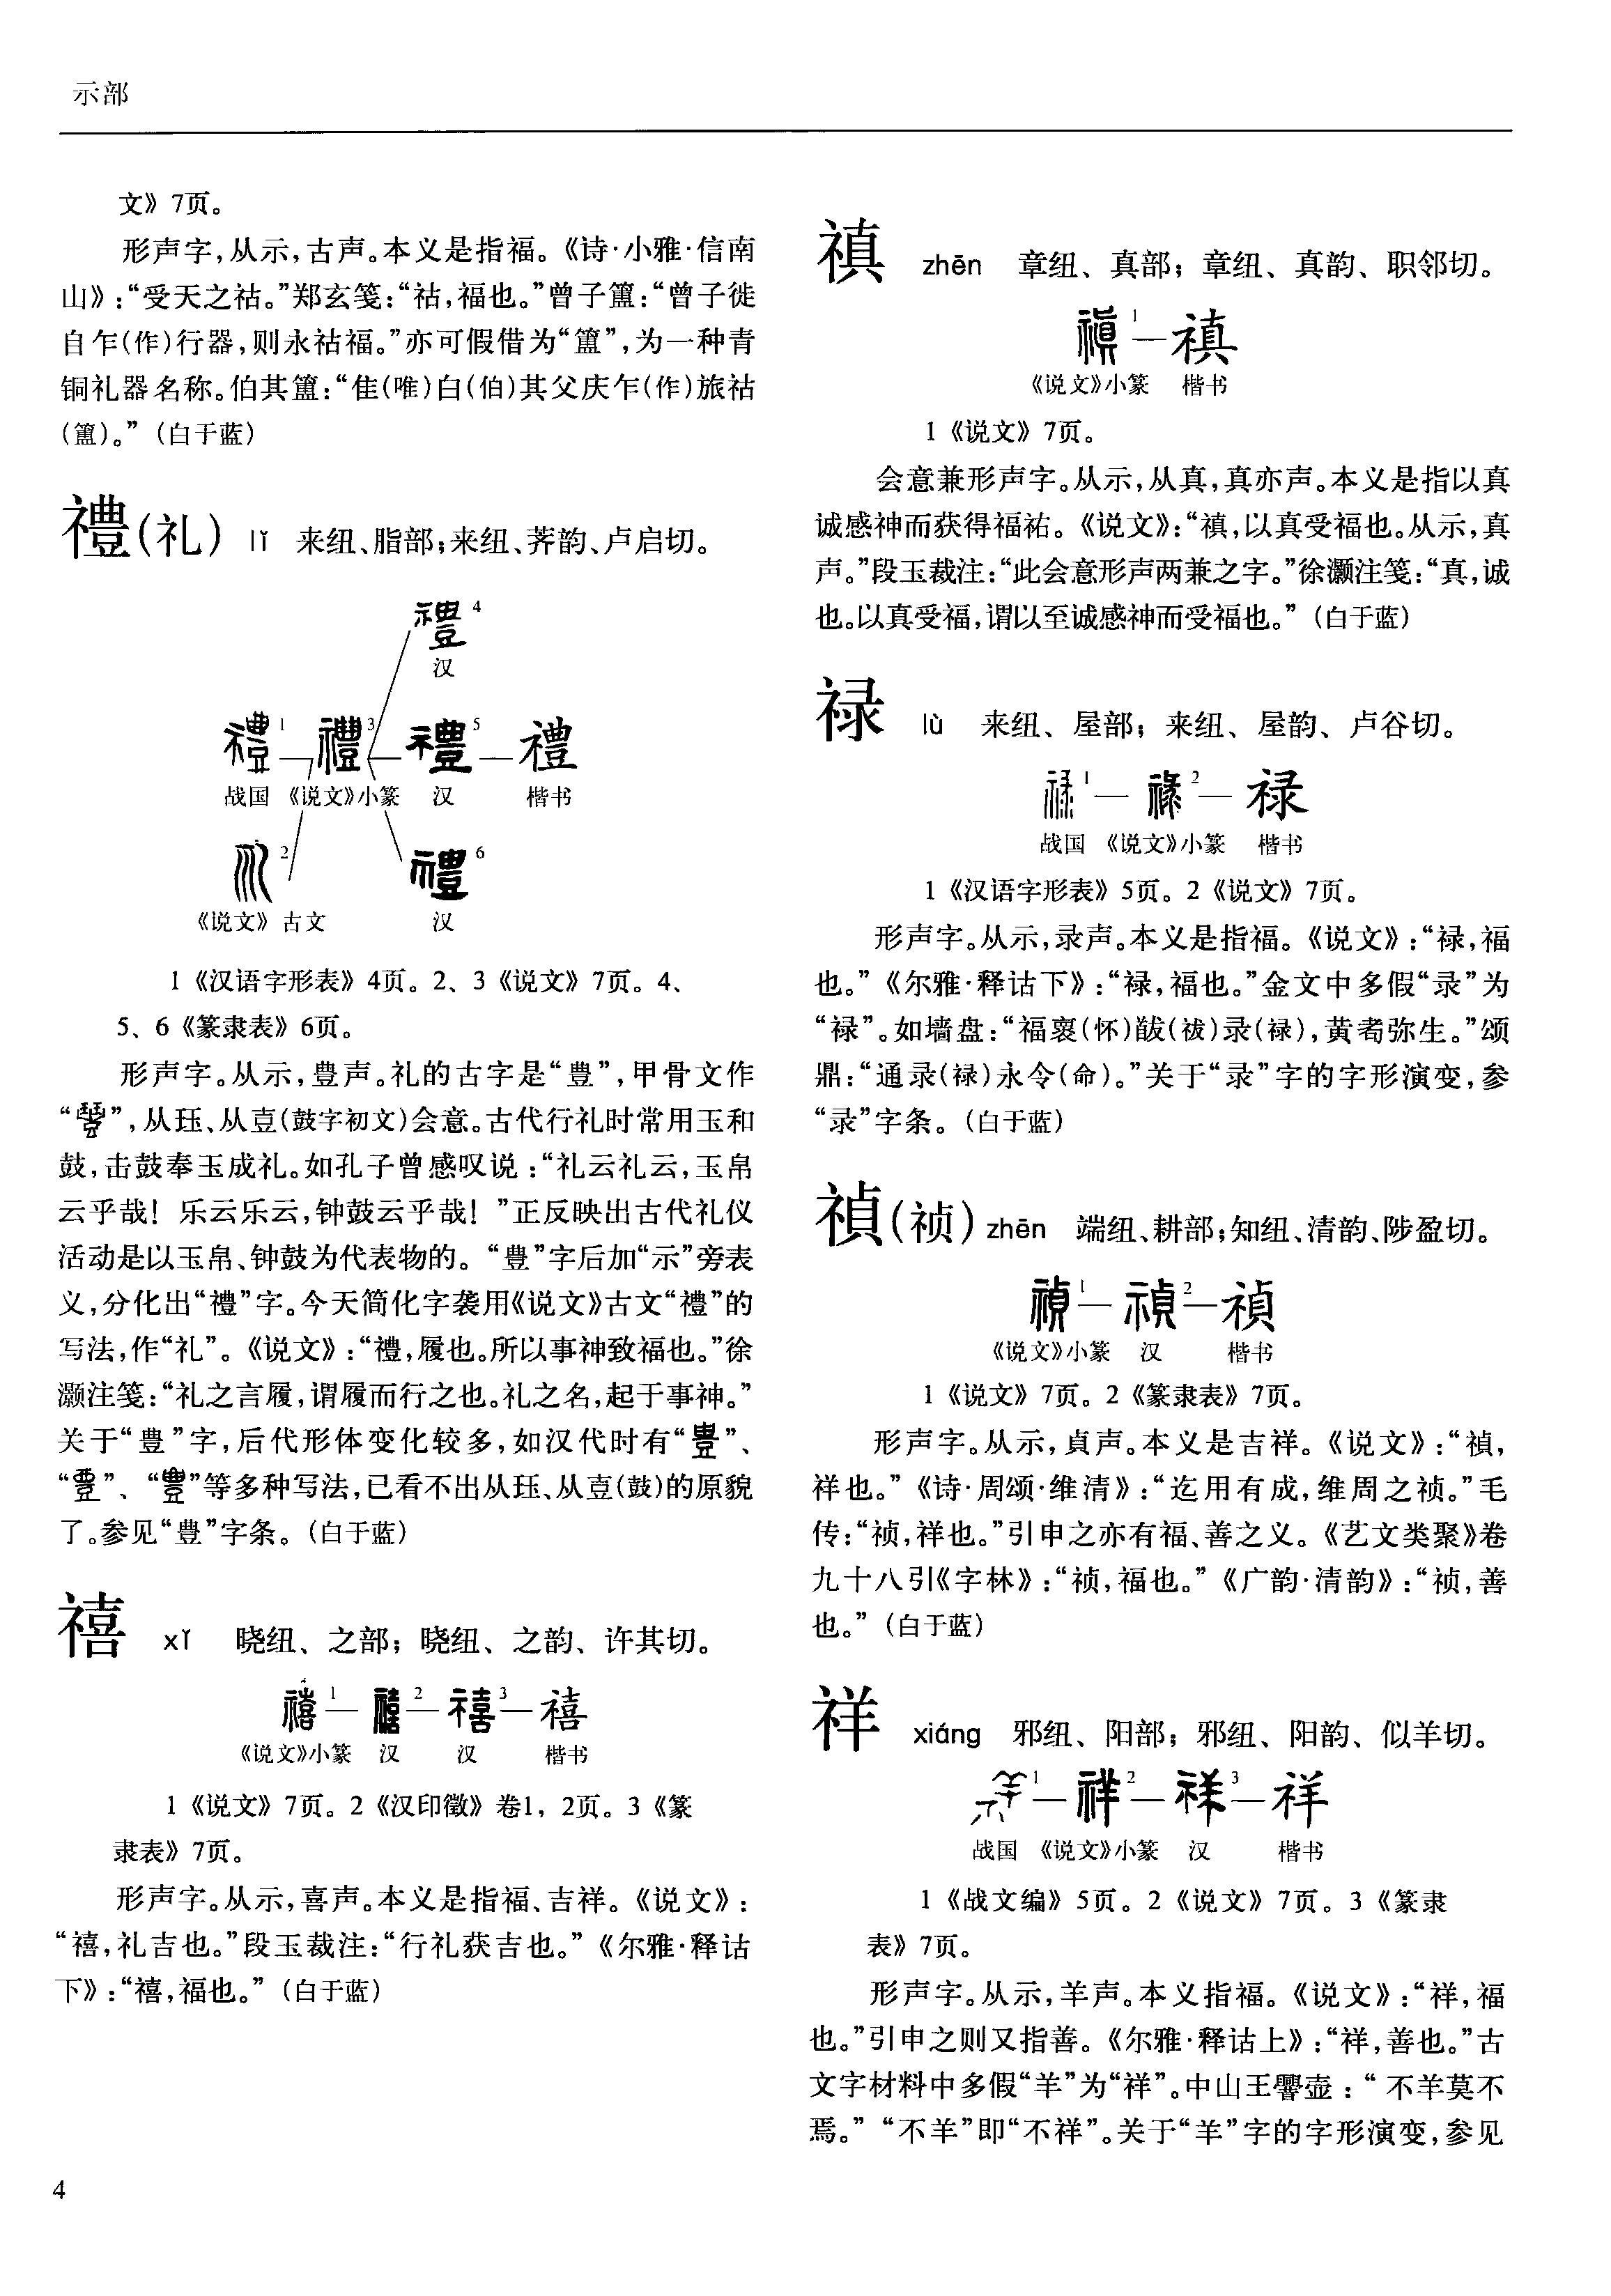 示部
文》7页。
形声字,从示,古声。本义是指福。《诗·小雅·信南
山》:“受天之祜。”郑玄笺:“祜,福也。”曾子簠:“曾子徙
自乍(作)行器,则永祜福。”亦可假借为“簠”,为一种青
铜礼器名称。伯其簠:“隹(唯)白(伯)其父庆乍(作)旅祜
(簠)。”(白于蓝)
禮(礼) lǐ 来纽、脂部;来纽、荠韵、卢启切。
禮4
汉
禮1 禮3 禮5 禮
战国 《说文》小篆 汉 楷书
2 禮6
《说文》古文 汉
1《汉语字形表》4页。2、3《说文》7页。4、
5、6《篆隶表》6页。
形声字。从示,豊声。礼的古字是“豊”,甲骨文作
“”,从珏、从壴(鼓字初文)会意。古代行礼时常用玉和
鼓,击鼓奉玉成礼。如孔子曾感叹说:“礼云礼云,玉帛
云乎哉!乐云乐云,钟鼓云乎哉!”正反映出古代礼仪
活动是以玉帛、钟鼓为代表物的。“豊”字后加“示”旁表
义,分化出“禮”字。今天简化字袭用《说文》古文“禮”的
写法,作“礼”。《说文》:“禮,履也。所以事神致福也。”徐
灏注笺:“礼之言履,谓履而行之也。礼之名,起于事神。”
关于“豊”字,后代形体变化较多,如汉代时有“”、
“”、“”等多种写法,已看不出从珏、从壴(鼓)的原貌
了。参见“豊”字条。(白于蓝)
禧 xǐ 晓纽、之部;晓纽、之韵、许其切。
禧1—禧2—禧3—禧
《说文》小篆 汉 汉 楷书
1《说文》7页。2《汉印徵》卷1,2页。3《篆
隶表》7页。
形声字。从示,喜声。本义是指福、吉祥。《说文》:
“禧,礼吉也。”段玉裁注:“行礼获吉也。”《尔雅·释诂
下》:“禧,福也。”(白于蓝)
禛 zhēn 章纽、真部;章纽、真韵、职邻切。
禛1—禛
《说文》小篆 楷书
1《说文》7页。
会意兼形声字。从示,从真,真亦声。本义是指以真
诚感神而获得福祐。《说文》:“禛,以真受福也。从示,真
声。”段玉裁注:“此会意形声两兼之字。”徐灏注笺:“真,诚
也。以真受福,谓以至诚感神而受福也。”(白于蓝)
禄 lù 来纽、屋部;来纽、屋韵、卢谷切。
禄1—禄2—禄
战国 《说文》小篆 楷书
1《汉语字形表》5页。2《说文》7页。
形声字。从示,录声。本义是指福。《说文》:“禄,福
也。”《尔雅·释诂下》:“禄,福也。”金文中多假“录”为
“禄”。如墙盘:“福褱(怀)猷(祓)录(禄),黄耇弥生。”颂
鼎:“通录(禄)永令(命)。”关于“录”字的字形演变,参
“录”字条。(白于蓝)
禎(祯) zhēn 端纽、耕部;知纽、清韵、陟盈切。
禎1—禎2—禎
《说文》小篆 汉 楷书
1《说文》7页。2《篆隶表》7页。
形声字。从示,貞声。本义是吉祥。《说文》:“禎,
祥也。”《诗·周颂·维清》:“迄用有成,维周之祯。”毛
传:“祯,祥也。”引申之亦有福、善之义。《艺文类聚》卷
九十八引《字林》:“祯,福也。”《广韵·清韵》:“祯,善
也。”(白于蓝)
祥 xiáng 邪纽、阳部;邪纽、阳韵、似羊切。
祥1—祥2—祥3—祥
战国 《说文》小篆 汉 楷书
1《战文编》5页。2《说文》7页。3《篆隶
表》7页。
形声字。从示,羊声。本义指福。《说文》:“祥,福
也。”引申之则又指善。《尔雅·释诂上》:“祥,善也。”古
文字材料中多假“羊”为“祥”。中山王壶:“不羊莫不
焉。”“不羊”即“不祥”。关于“羊”字的字形演变,参见
4